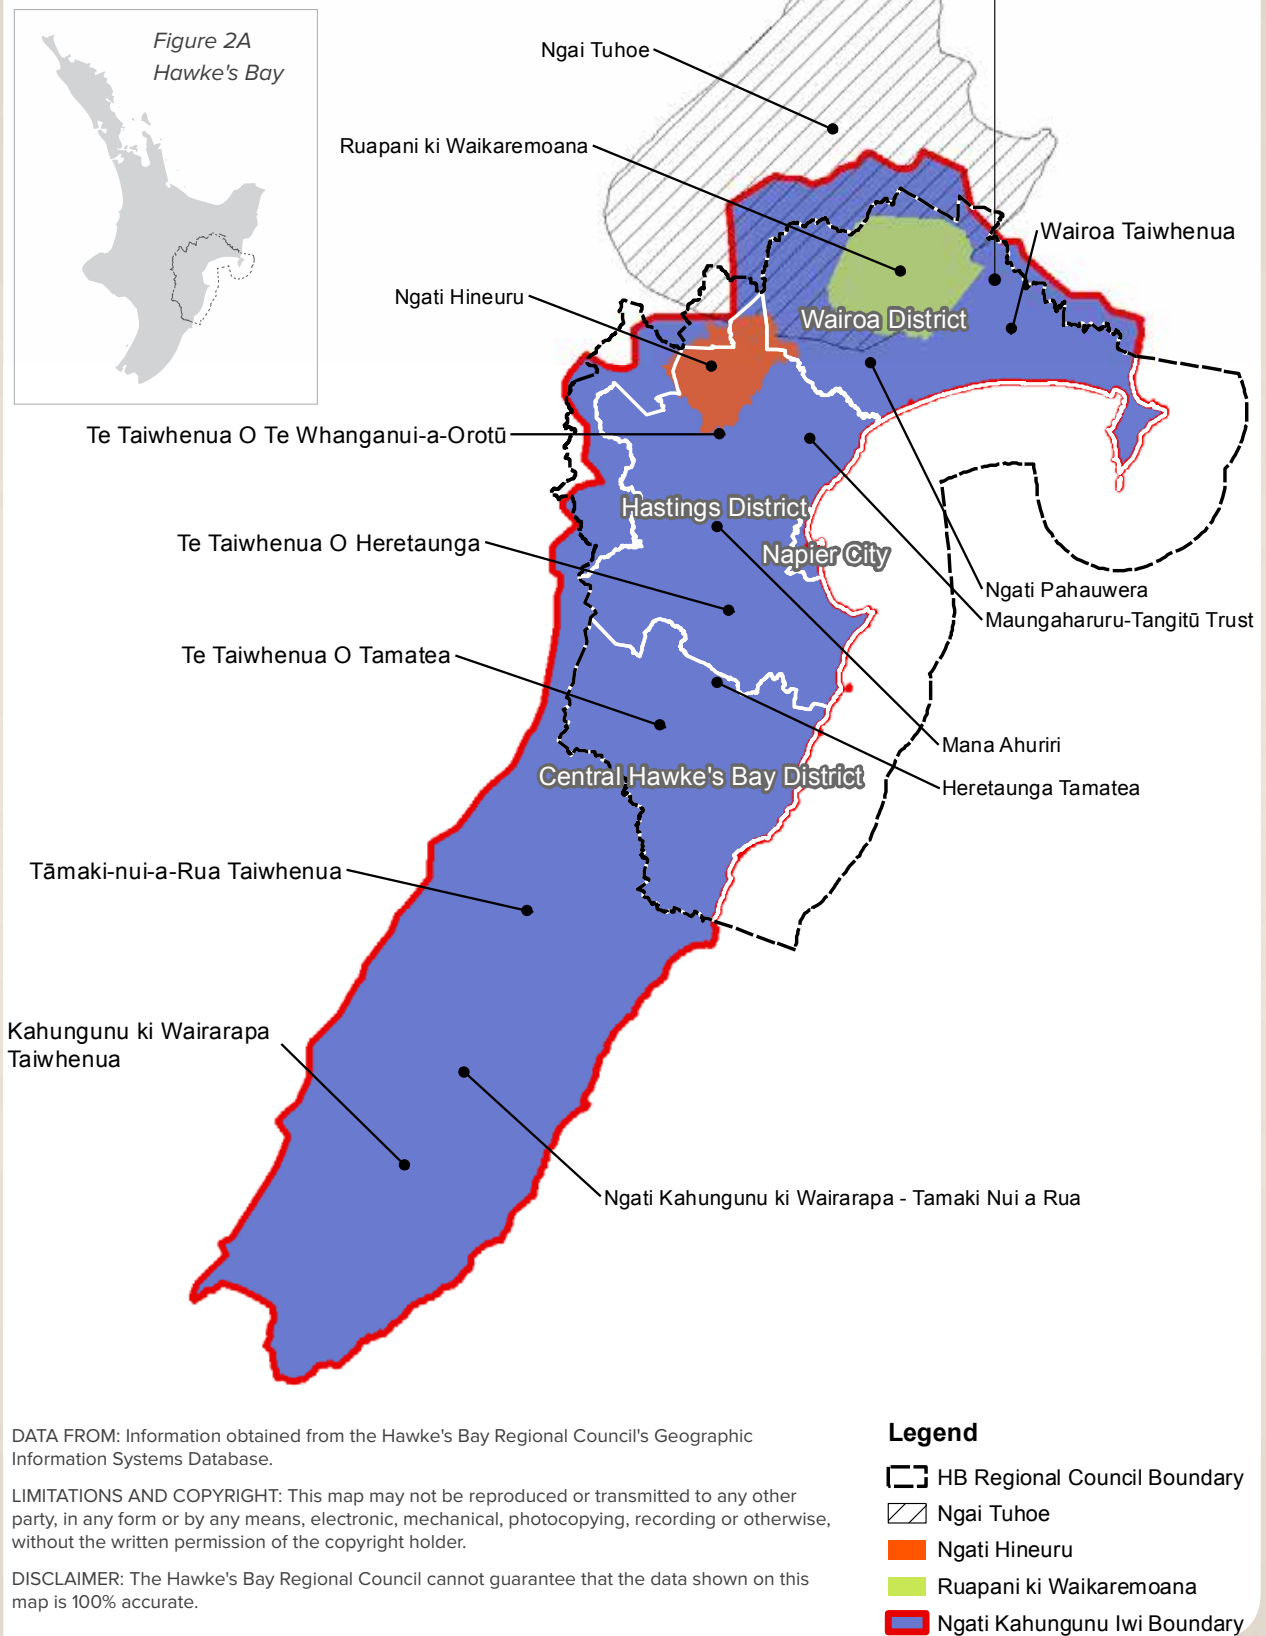 Figure 2A
Hawke's Bay
Ngai Tuhoe
Ruapani ki Waikaremoana
Wairoa Taiwhenua
Ngati Hineuru
Wairoa District
Te Taiwhenua O Te Whanganui-a-Orotū
Hastings District
Te Taiwhenua O Heretaunga
Napier City
Ngati Pahauwera
Maungaharuru-Tangitū Trust
Te Taiwhenua O Tamatea
Mana Ahuriri
Central Hawke's Bay District
Heretaunga Tamatea
Tāmaki-nui-a-Rua Taiwhenua
Kahungunu ki Wairarapa
Taiwhenua
Ngati Kahungunu ki Wairarapa - Tamaki Nui a Rua
DATA FROM: Information obtained from the Hawke's Bay Regional Council's Geographic
Information Systems Database.
LIMITATIONS AND COPYRIGHT: This map may not be reproduced or transmitted to any other
party, in any form or by any means, electronic, mechanical, photocopying, recording or otherwise,
without the written permission of the copyright holder.
DISCLAIMER: The Hawke's Bay Regional Council cannot guarantee that the data shown on this
map is 100% accurate.
Legend
HB Regional Council Boundary
Ngai Tuhoe
Ngati Hineuru
Ruapani ki Waikaremoana
Ngati Kahungunu Iwi Boundary